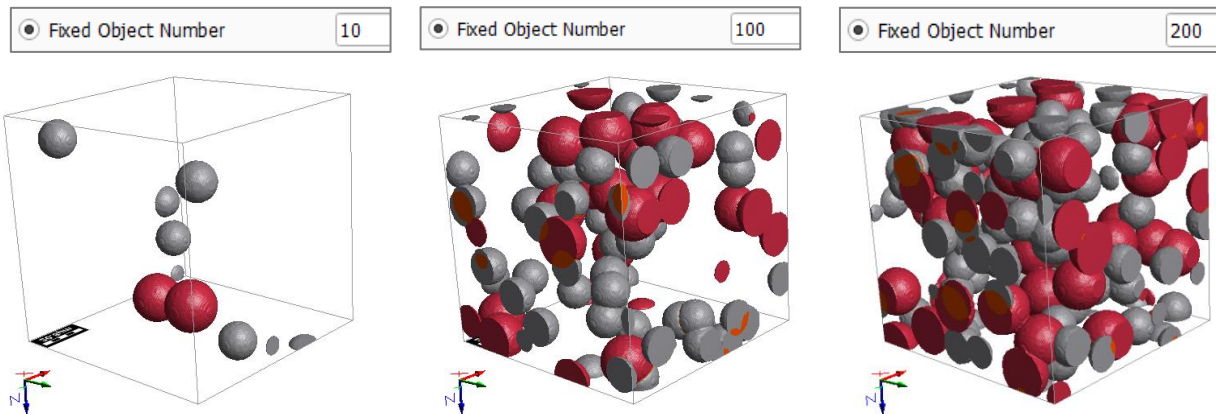 Fixed Object Number 10
Fixed Object Number 100
Fixed Object Number 200
Z
Z
Z